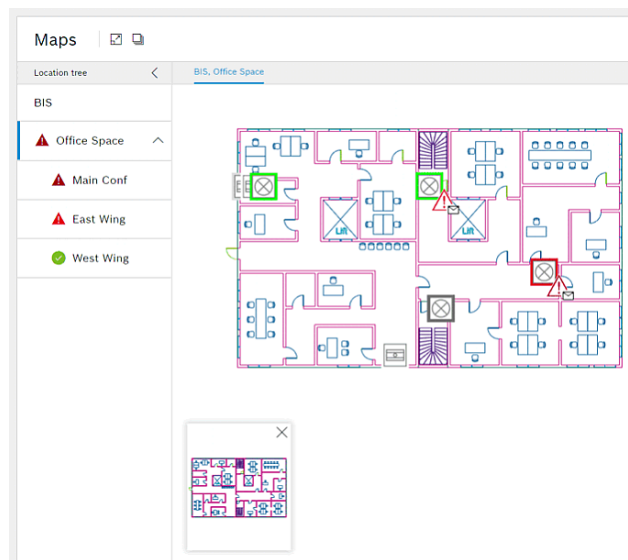 Maps
Location tree
BIS, Office Space
BIS
Office Space
Main Conf
East Wing
West Wing
Lift
Lift